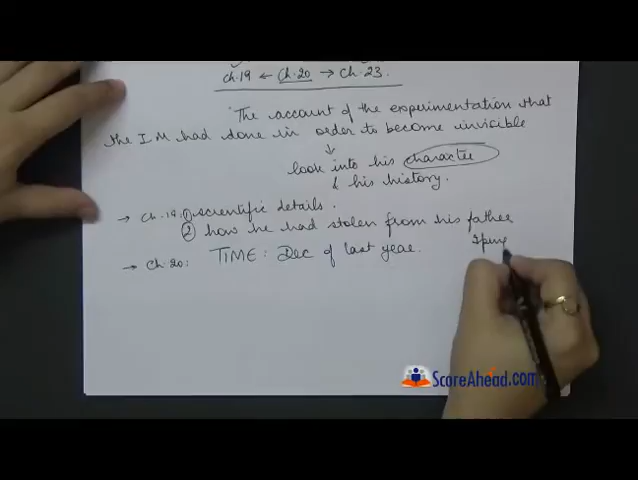 ch.19 ← Ch.20 → Ch.23.
The account of the experimentation that
the I M had done in order to become invisible
↓
look into his character
& his history.
→ Ch.19: ① scientific details.
② how he had stolen from his father
→ Ch.20: TIME: Dec of last year.
ScoreAhead.com